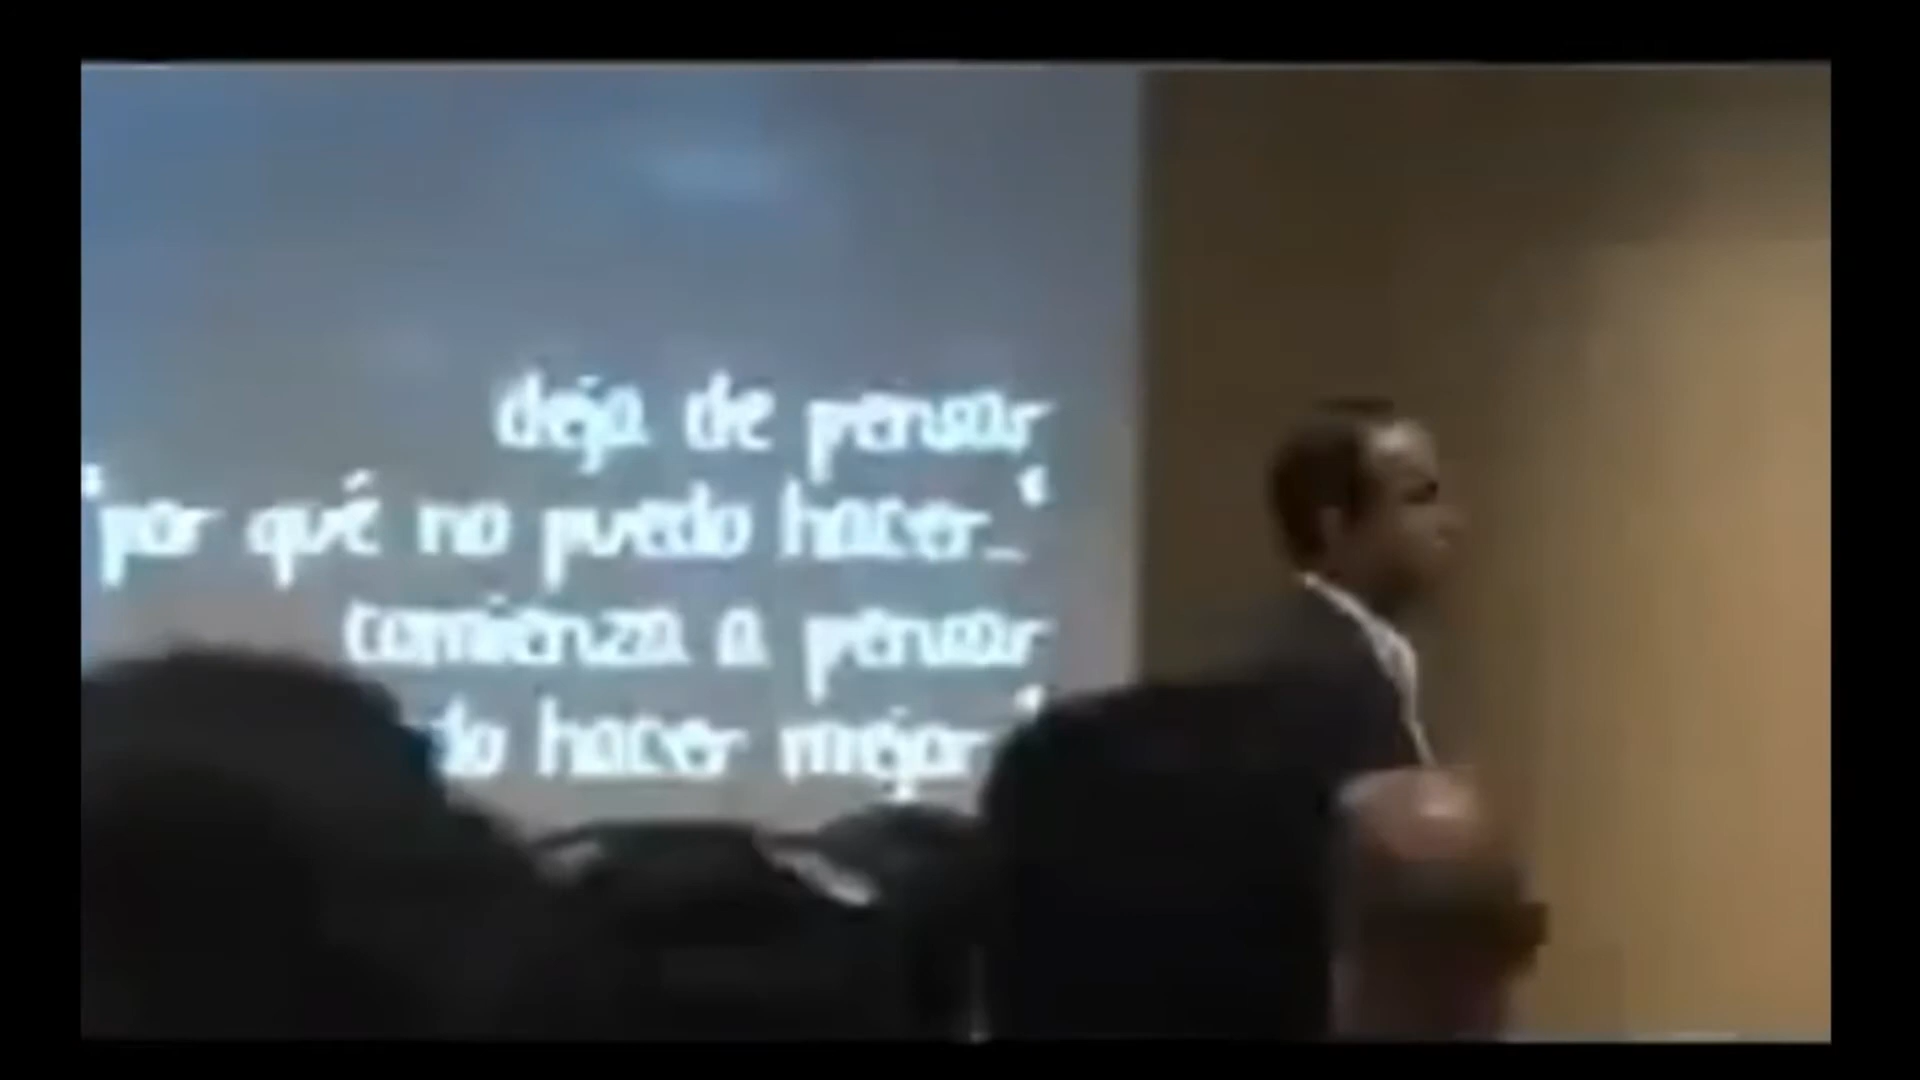 deja de pensar
"por qué no puedo hacer..."
comienza a pensar
hacer mejor